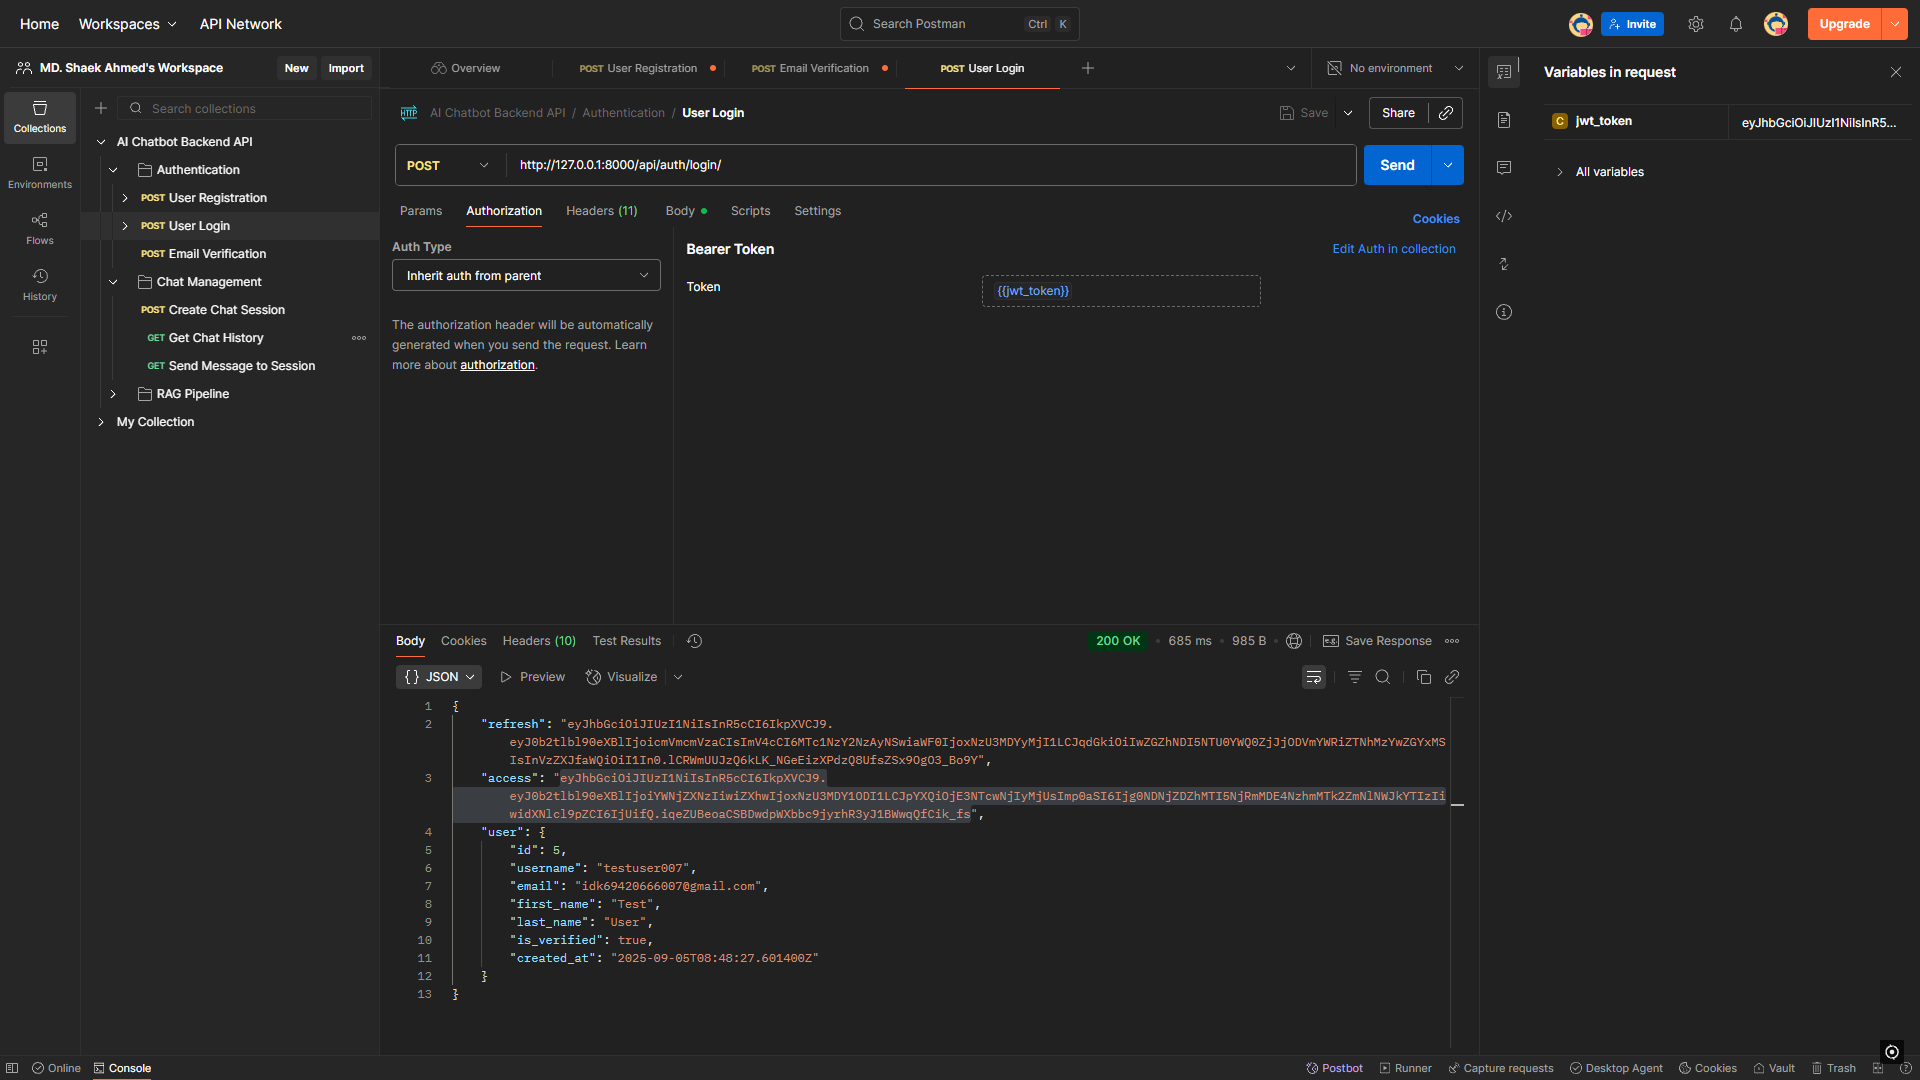 Home Workspaces API Network Search Postman Ctrl K Invite Upgrade
MD. Shaek Ahmed's Workspace New Import Overview POST User Registration POST Email Verification POST User Login No environment Variables in request
Collections
Environments
Flows
History
Search collections
AI Chatbot Backend API
Authentication
POST User Registration
POST User Login
POST Email Verification
Chat Management
POST Create Chat Session
GET Get Chat History
GET Send Message to Session
RAG Pipeline
My Collection
HTTP AI Chatbot Backend API / Authentication / User Login Save Share
POST http://127.0.0.1:8000/api/auth/login/ Send
Params Authorization Headers (11) Body Scripts Settings Cookies
Auth Type
Inherit auth from parent
The authorization header will be automatically
generated when you send the request. Learn
more about authorization.
Bearer Token Edit Auth in collection
Token {{jwt_token}}
C jwt_token eyJhbGciOiJIUzI1NiIsInR5...
All variables
Body Cookies Headers (10) Test Results 200 OK 685 ms 985 B e.g. Save Response
{} JSON Preview Visualize
1 {
2 "refresh": "eyJhbGciOiJIUzI1NiIsInR5cCI6IkpXVCJ9.
3 "access": "eyJhbGciOiJIUzI1NiIsInR5cCI6IkpXVCJ9.
4 "user": {
5 "id": 5,
6 "username": "testuser007",
7 "email": "idk69420666007@gmail.com",
8 "first_name": "Test",
9 "last_name": "User",
10 "is_verified": true,
11 "created_at": "2025-09-05T08:48:27.601400Z"
12 }
13 }
Online Console Postbot Runner Capture requests Desktop Agent Cookies Vault Trash